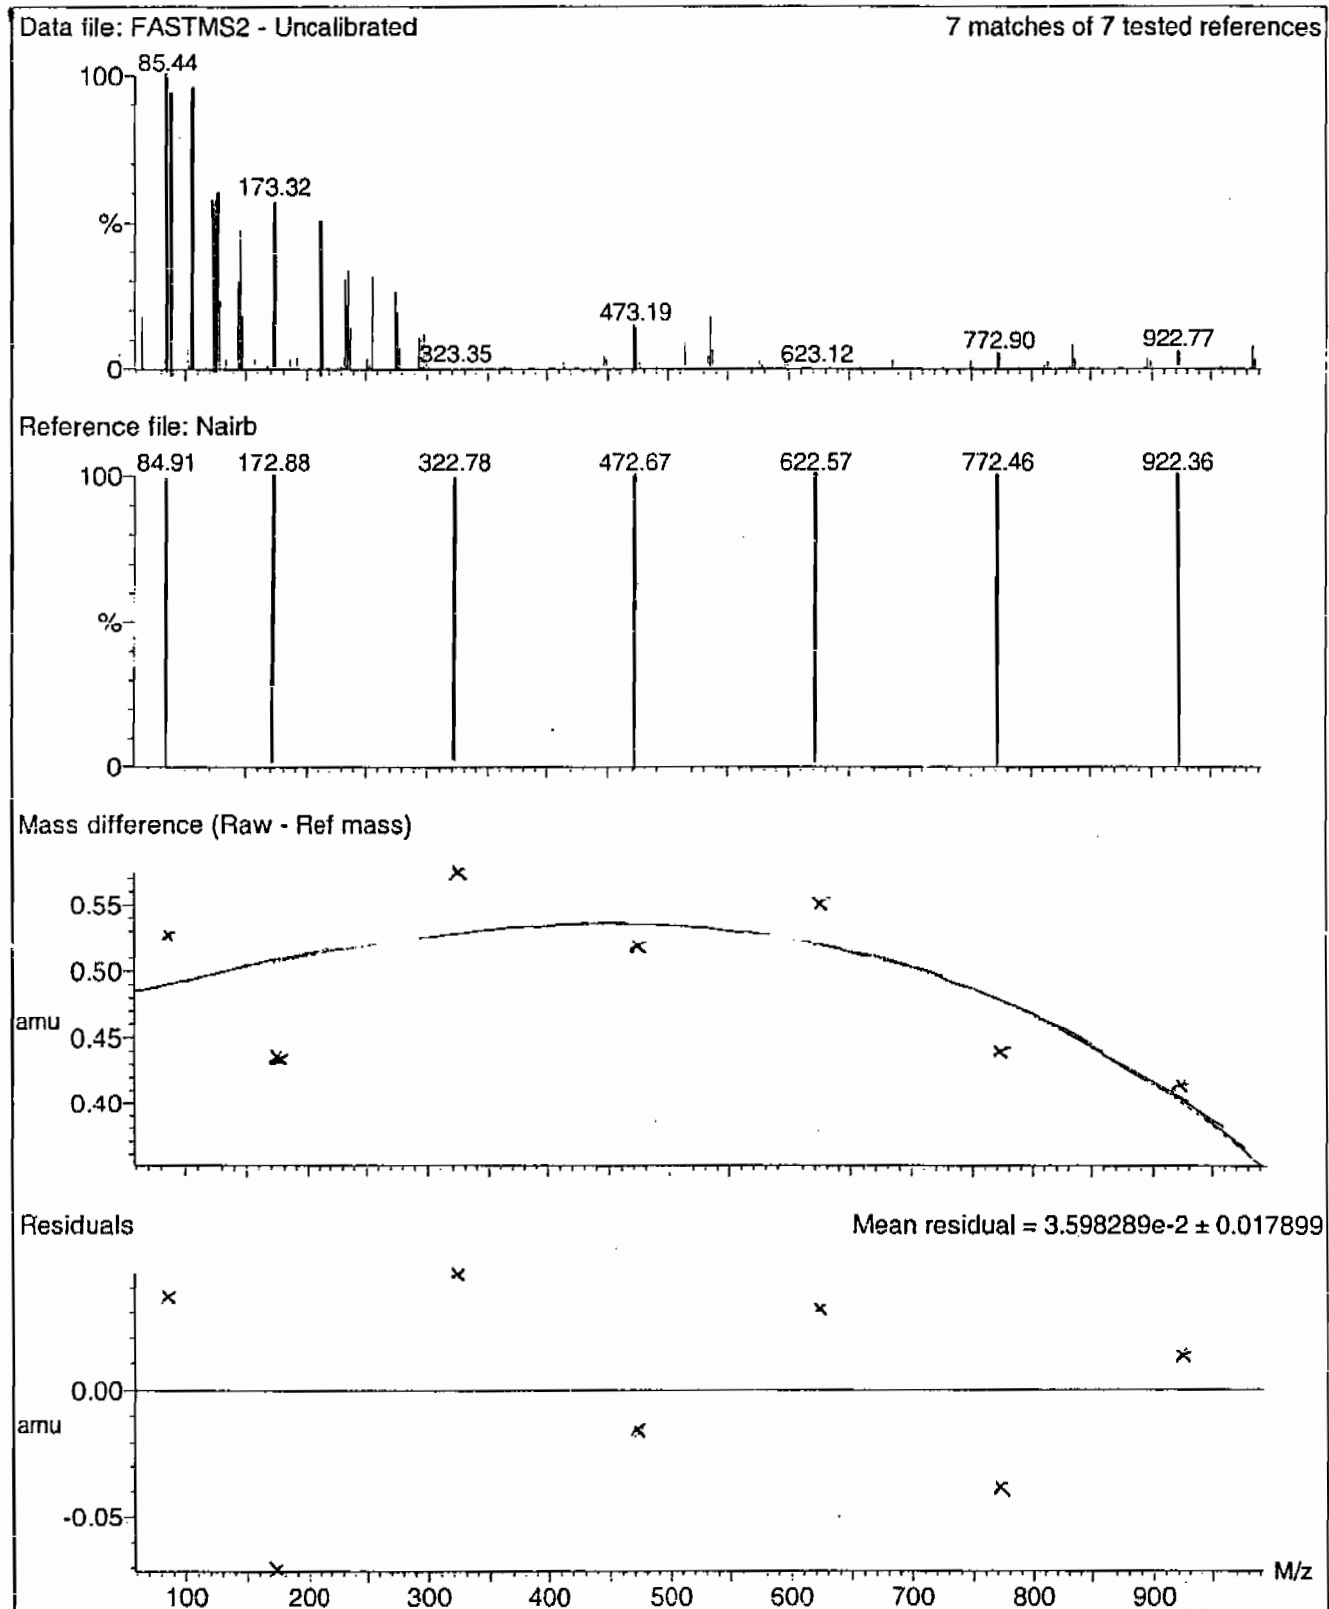 Data file: FASTMS2 - Uncalibrated 7 matches of 7 tested references
85.44
100
173.32
%
473.19
772.90 922.77
323.35 623.12
0
Reference file: Nairb
84.91 172.88 322.78 472.67 622.57 772.46 922.36
100
%
0
Mass difference (Raw - Ref mass)
0.55
0.50
amu
0.45
0.40
Residuals Mean residual = 3.598289e-2 ± 0.017899
0.00
amu
-0.05
M/z
100 200 300 400 500 600 700 800 900